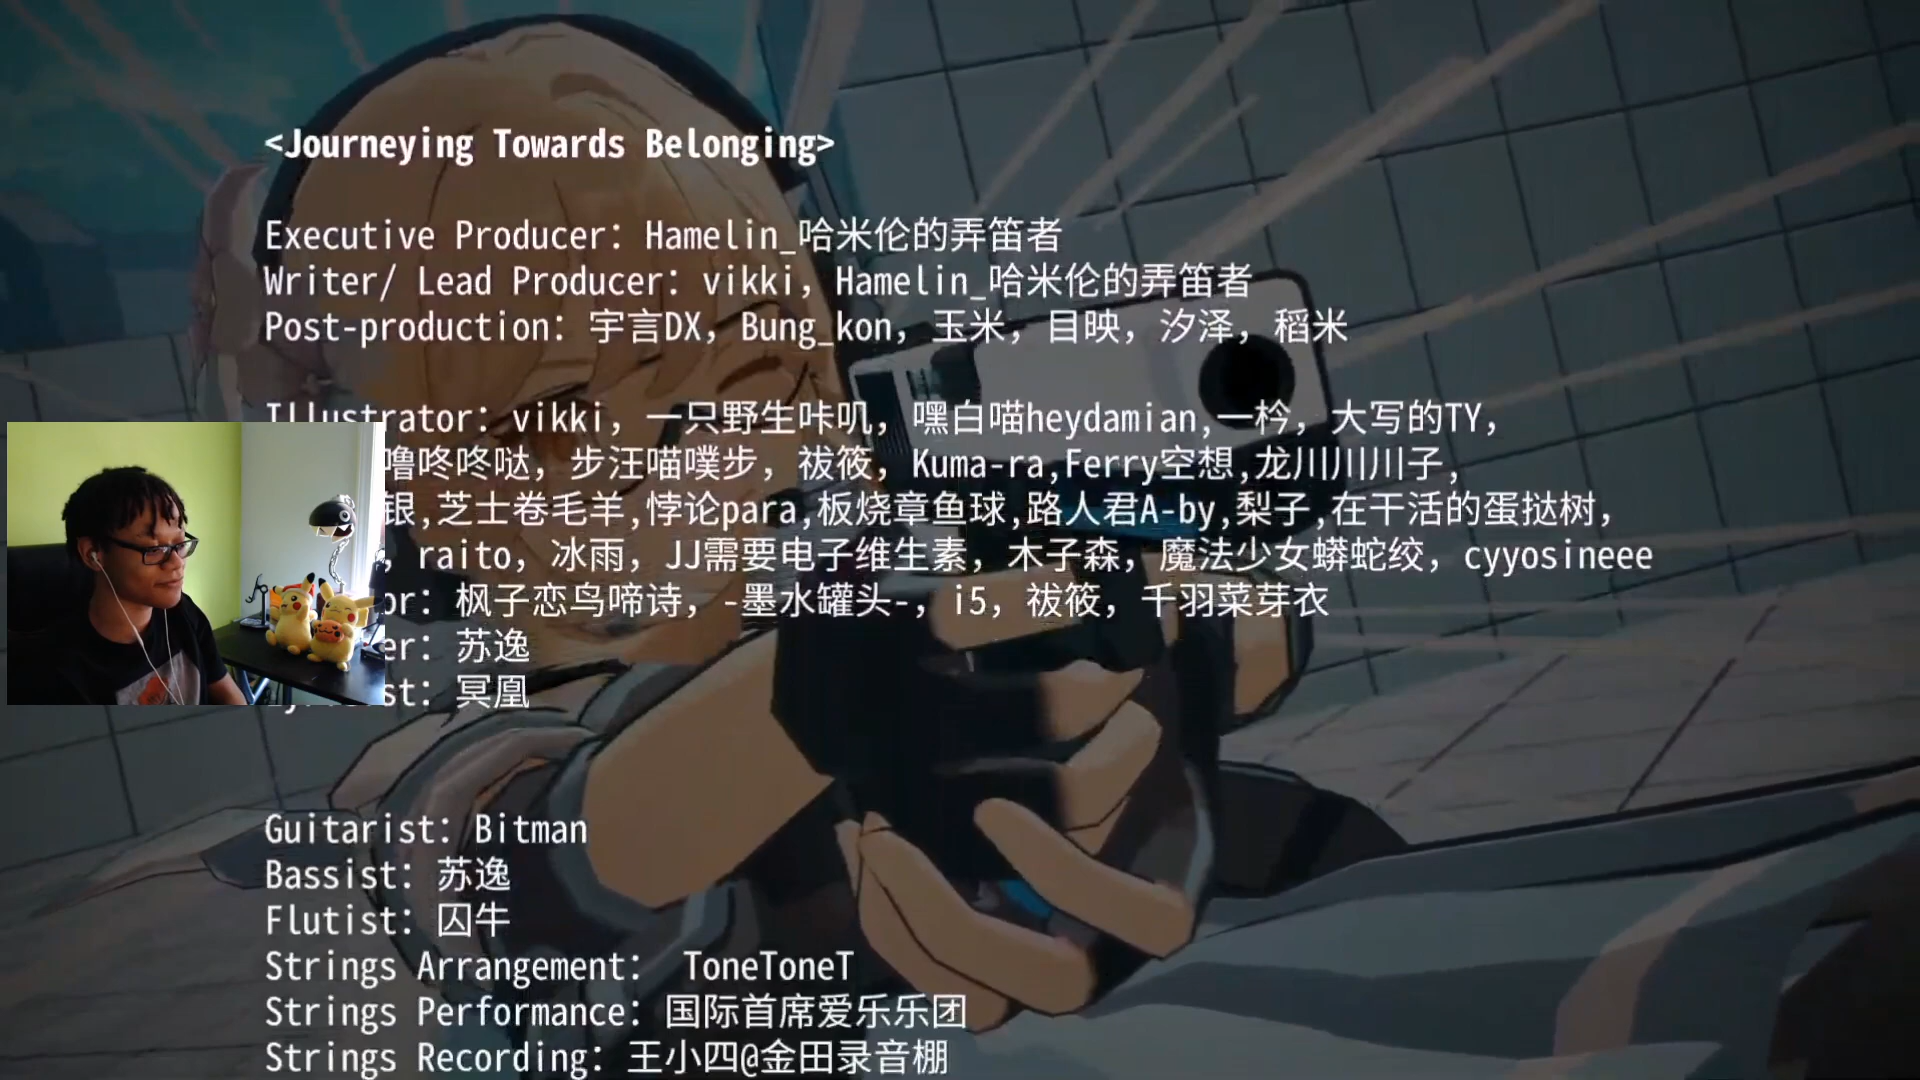 <Journeying Towards Belonging>
Executive Producer: Hamelin_哈米伦的弄笛者
Writer/ Lead Producer: vikki, Hamelin_哈米伦的弄笛者
Post-production: 宇言DX, Bung_kon, 玉米, 目映, 汐泽, 稻米
Illustrator: vikki, 一只野生咔叽, 嘿白喵heydamian,一枔, 大写的TY,
噜咚咚哒, 步汪喵噗步, 祓筱, Kuma-ra,Ferry空想,龙川川川子,
银,芝士卷毛羊,悖论para,板烧章鱼球,路人君A-by,梨子,在干活的蛋挞树,
, raito, 冰雨, JJ需要电子维生素, 木子森, 魔法少女蟒蛇绞, cyyosineee
or: 枫子恋鸟啼诗, -墨水罐头-, i5, 祓筱, 千羽菜芽衣
er: 苏逸
st: 冥凰
Guitarist: Bitman
Bassist: 苏逸
Flutist: 囚牛
Strings Arrangement: ToneToneT
Strings Performance: 国际首席爱乐乐团
Strings Recording: 王小四@金田录音棚